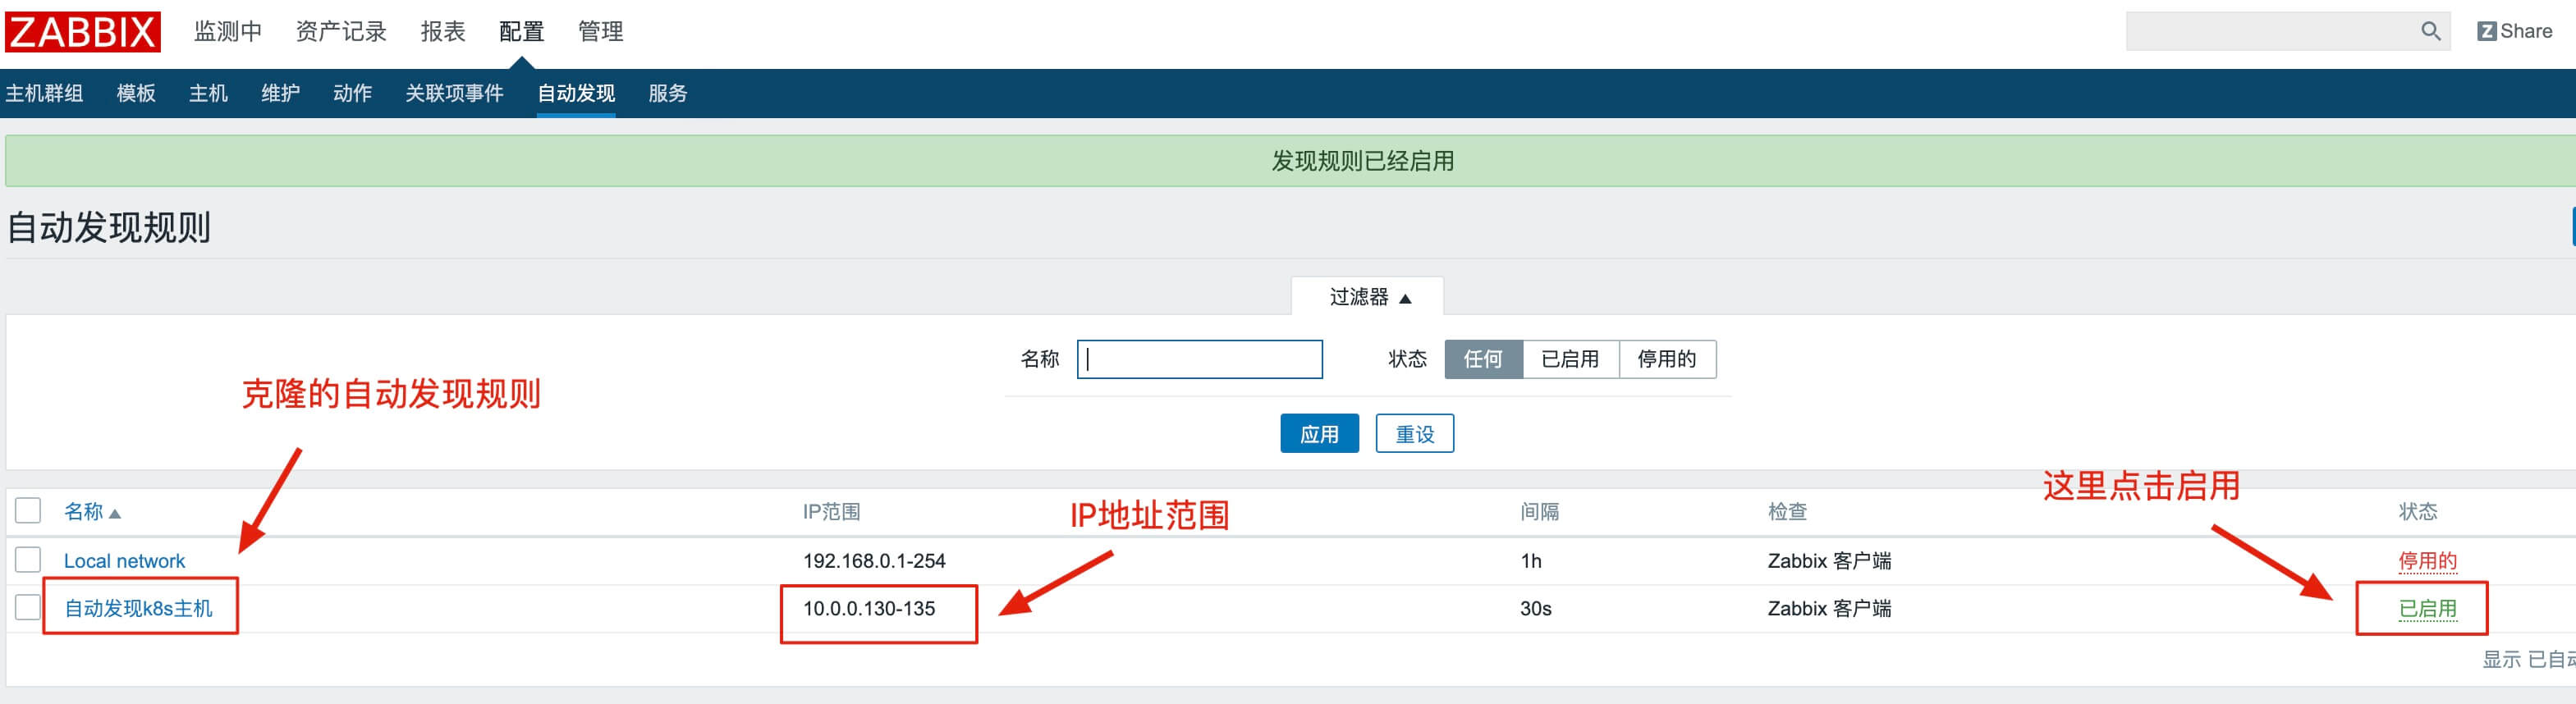 ZABBIX 监测中 资产记录 报表 配置 管理 Z Share
主机群组 模板 主机 维护 动作 关联项事件 自动发现 服务
发现规则已经启用
自动发现规则
过滤器 ▲
名称 状态 任何 已启用 停用的
克隆的自动发现规则
应用 重设
这里点击启用
名称 ▲ IP范围 IP地址范围 间隔 检查 状态
Local network 192.168.0.1-254 1h Zabbix 客户端 停用的
自动发现k8s主机 10.0.0.130-135 30s Zabbix 客户端 已启用
显示 已自